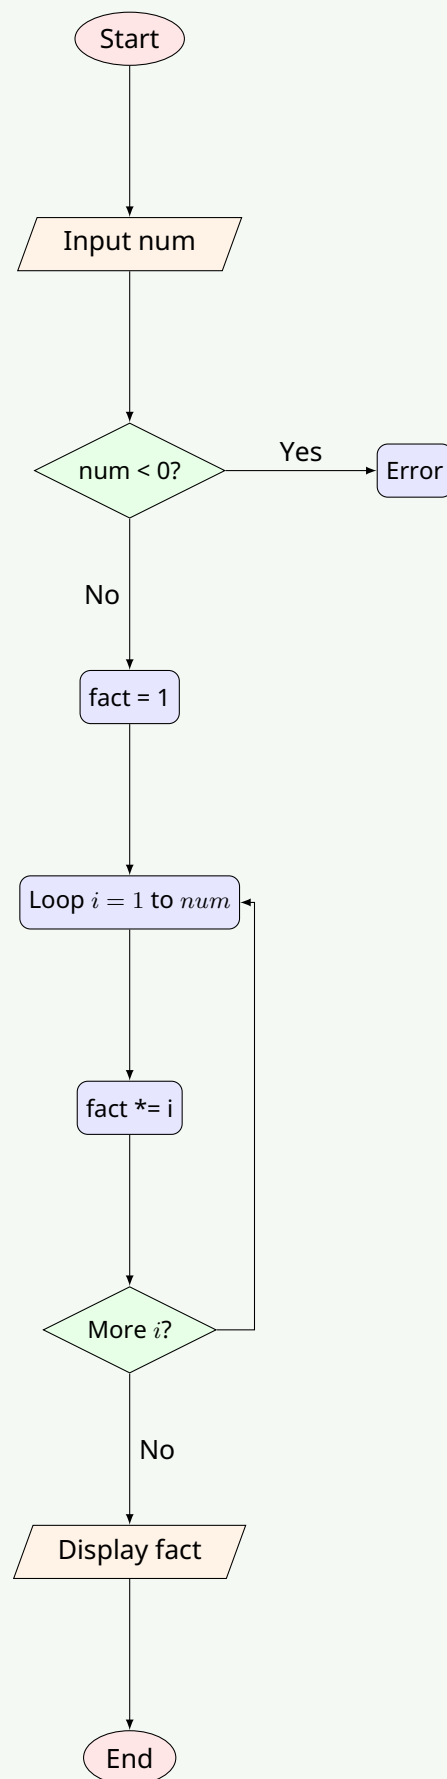 Start
Input num
num < 0?
Yes
Error
No
fact = 1
Loop i = 1 to num
fact *= i
More i?
No
Display fact
End